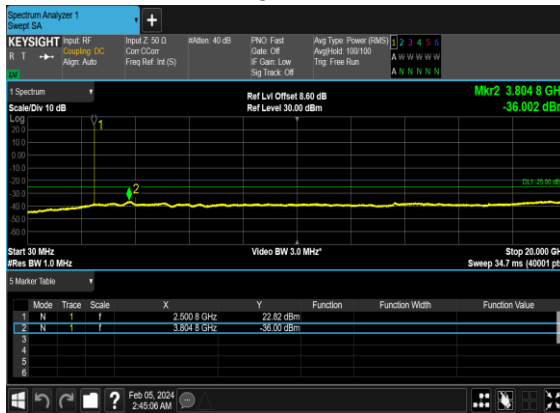 Spectrum Analyzer 1
Swept SA
+
KEYSIGHT Input: RF Input Z: 50 Ω #Atten: 40 dB PNO: Fast Avg Type: Power (RMS) 1 2 3 4 5 6
R T Coupling: DC Corr CCorr Gate: Off Avg|Hold: 100/100 A W W W W W
Align: Auto Freq Ref: Int (S) IF Gain: Low Trig: Free Run
Sig Track: Off A N N N N N
1 Spectrum
Scale/Div 10 dB Ref Lvl Offset 8.60 dB Mkr2 3.804 8 GH
Ref Level 30.00 dBm -36.002 dB
Log
20.0
10.0
0.00
-10.0
-20.0
-30.0
-40.0
-50.0
-60.0
1
2
DL1 -25.00 dB
Start 30 MHz Video BW 3.0 MHz* Stop 20.000 GH
#Res BW 1.0 MHz Sweep 34.7 ms (40001 pt
5 Marker Table
Mode Trace Scale X Y Function Function Width Function Value
1 N 1 f 2.500 8 GHz 22.82 dBm
2 N 1 f 3.804 8 GHz -36.00 dBm
3
4
5
6
?
Feb 05, 2024
2:45:06 AM